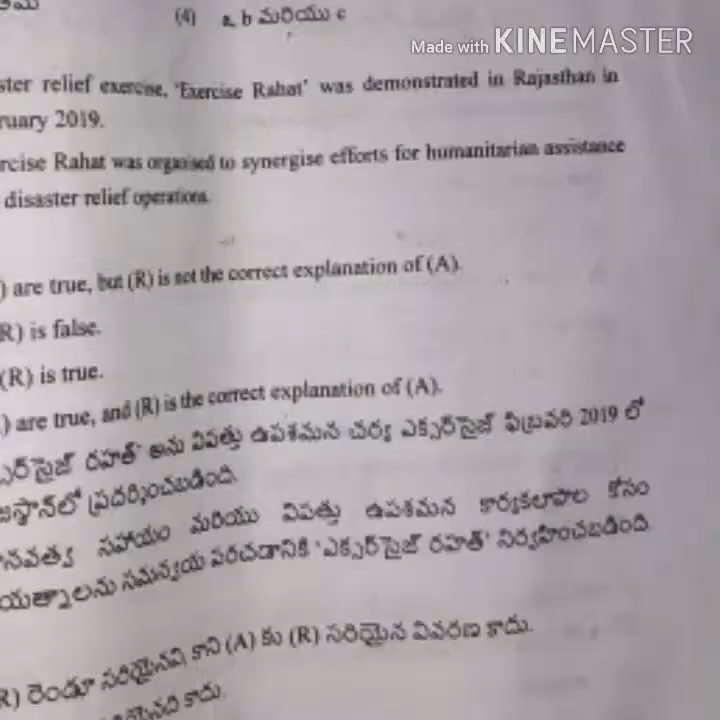 (4) a, b మరియు c
Made with KINEMASTER
ster relief exercise, 'Exercise Rahat' was demonstrated in Rajasthan in
ruary 2019.
rcise Rahat was organised to synergise efforts for humanitarian assistance
disaster relief operations.
) are true, but (R) is not the correct explanation of (A).
R) is false.
(R) is true.
) are true, and (R) is the correct explanation of (A).
్సర్‌సైజ్ రహత్' అను విపత్తు ఉపశమన చర్య ఎక్సర్‌సైజ్ ఫిబ్రవరి 2019 లో
జస్థాన్‌లో ప్రదర్శించబడింది.
నవత్వ సహాయం మరియు విపత్తు ఉపశమన కార్యకలాపాల కోసం
యత్నాలను సమన్వయ పరచడానికి 'ఎక్సర్‌సైజ్ రహత్' నిర్వహించబడింది.
R) రెండూ సరియైనవి కాని (A) కు (R) సరియైన వివరణ కాదు.
కాదు.